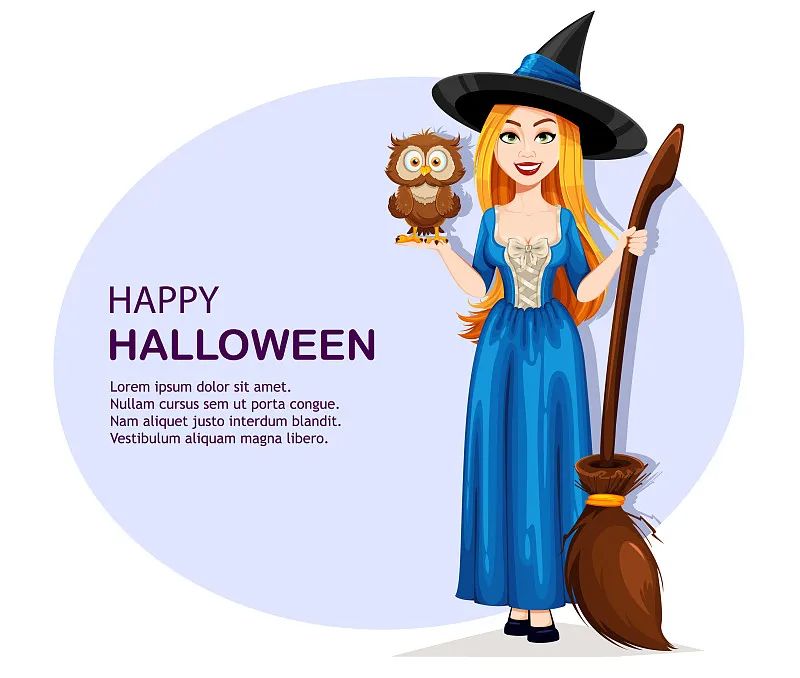 HAPPY
HALLOWEEN
Lorem ipsum dolor sit amet.
Nullam cursus sem ut porta congue.
Nam aliquet justo interdum blandit.
Vestibulum aliquam magna libero.